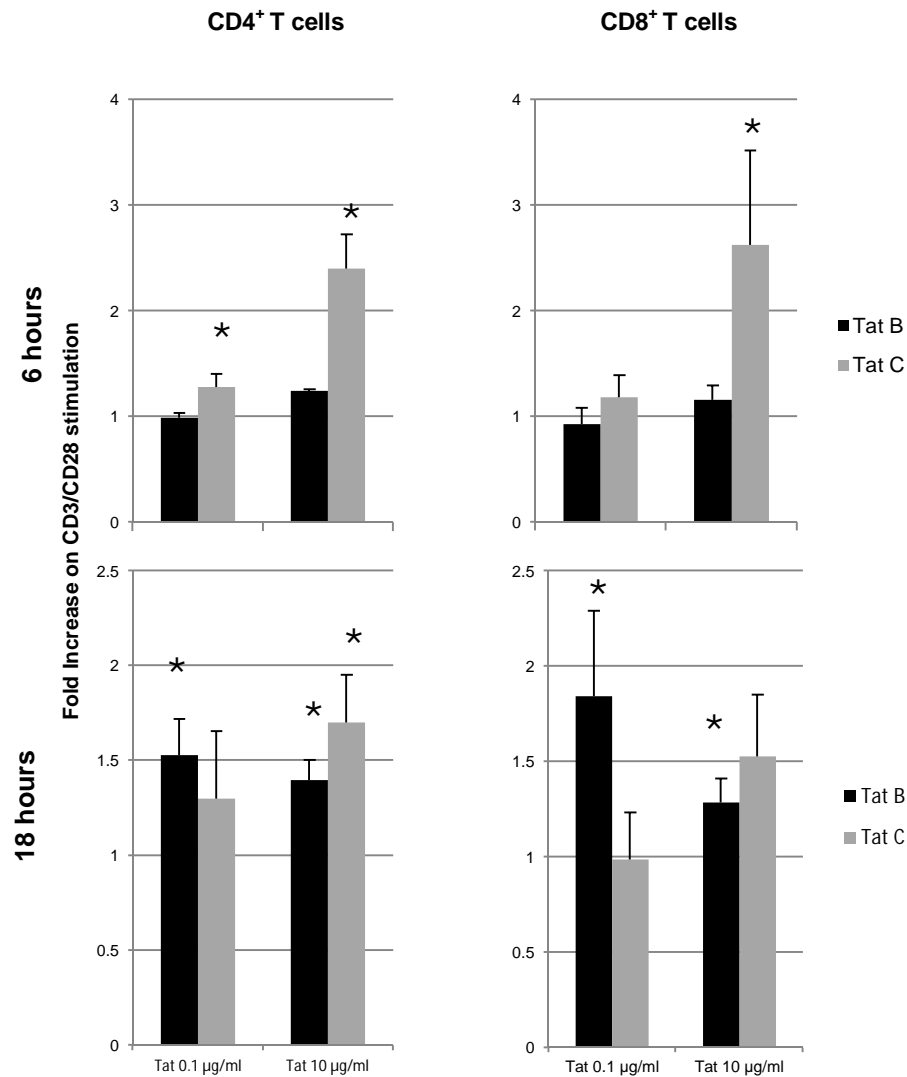 CD4+ T cells
CD8+ T cells
6 hours
18 hours
Fold Increase on CD3/CD28 stimulation
4
3
2
1
0
*
*
4
3
2
1
0
*
Tat B
Tat C
2.5
2
1.5
1
0.5
0
*
*
*
Tat 0.1 µg/ml
Tat 10 µg/ml
2.5
2
1.5
1
0.5
0
*
*
Tat 0.1 µg/ml
Tat 10 µg/ml
Tat B
Tat C